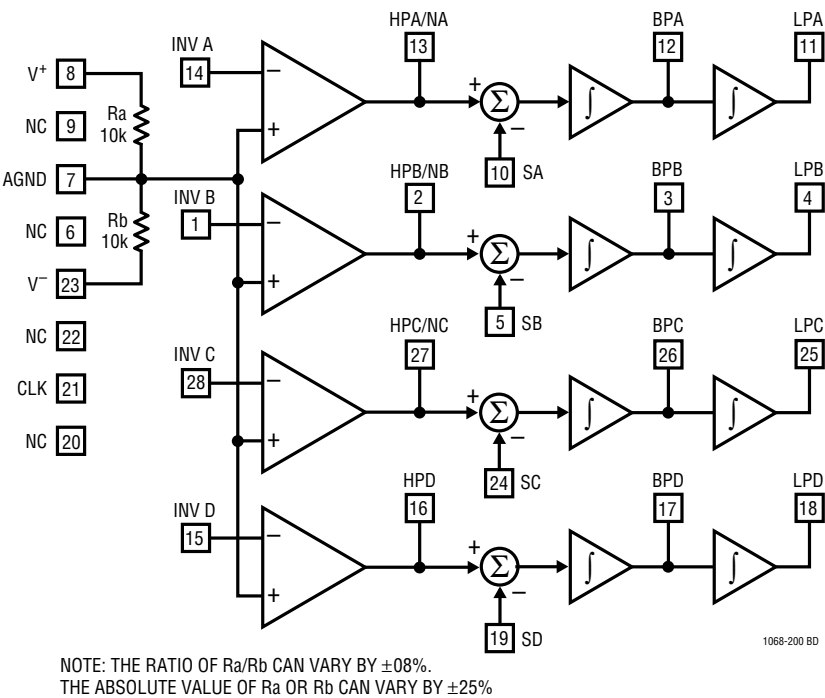 HPA/NA
BPA
LPA
13
12
11
INV A
14
−
+
+
Σ
−
∫
∫
10 SA
V+ 8
NC 9
Ra
10k
AGND 7
NC 6
Rb
10k
V− 23
NC 22
CLK 21
NC 20
HPB/NB
BPB
LPB
2
3
4
INV B
1
−
+
+
Σ
−
∫
∫
5 SB
HPC/NC
BPC
LPC
27
26
25
INV C
28
−
+
+
Σ
−
∫
∫
24 SC
HPD
BPD
LPD
16
17
18
INV D
15
−
+
+
Σ
−
∫
∫
19 SD
1068-200 BD
NOTE: THE RATIO OF Ra/Rb CAN VARY BY ±08%.
THE ABSOLUTE VALUE OF Ra OR Rb CAN VARY BY ±25%